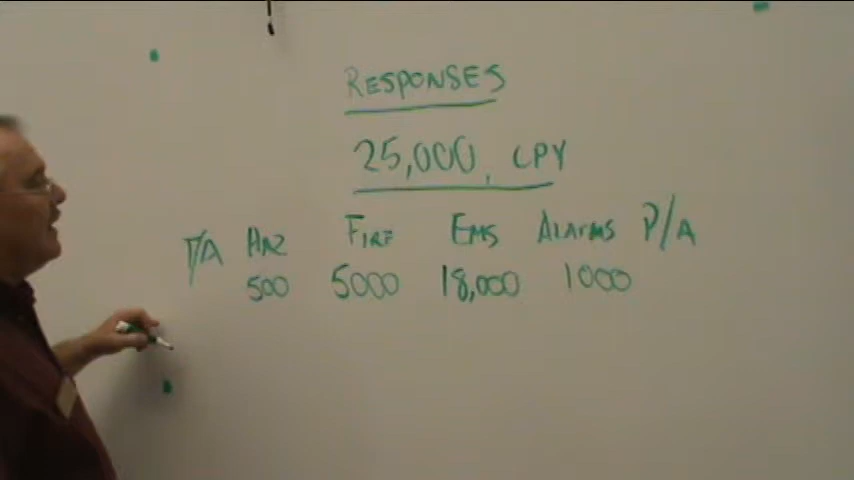 RESPONSES
25,000, CPY
T/A HAZ FIRE EMS ALARMS P/A
500 5000 18,000 1000